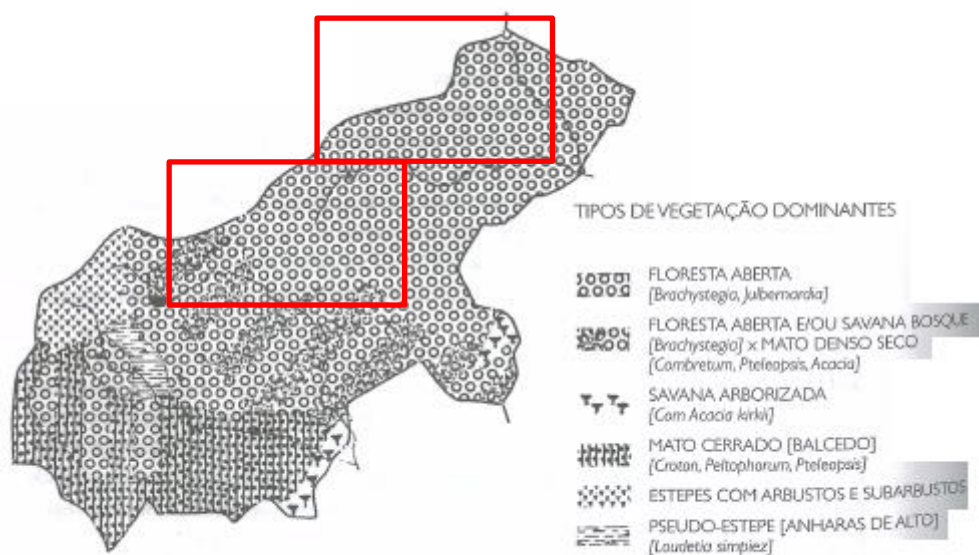 TIPOS DE VEGETAÇÃO DOMINANTES
FLORESTA ABERTA
[Brachystegia, Julbernardia]
FLORESTA ABERTA E/OU SAVANA BOSQUE
[Brachystegia] x MATO DENSO SECO
[Combretum, Pteleopsis, Acacia]
SAVANA ARBORIZADA
[Com Acacia kirkii]
MATO CERRADO [BALCEDO]
[Croton, Peltophorum, Pteleopsis]
ESTEPES COM ARBUSTOS E SUBARBUSTOS
PSEUDO-ESTEPE [ANHARAS DE ALTO]
[Loudetia simpiez]